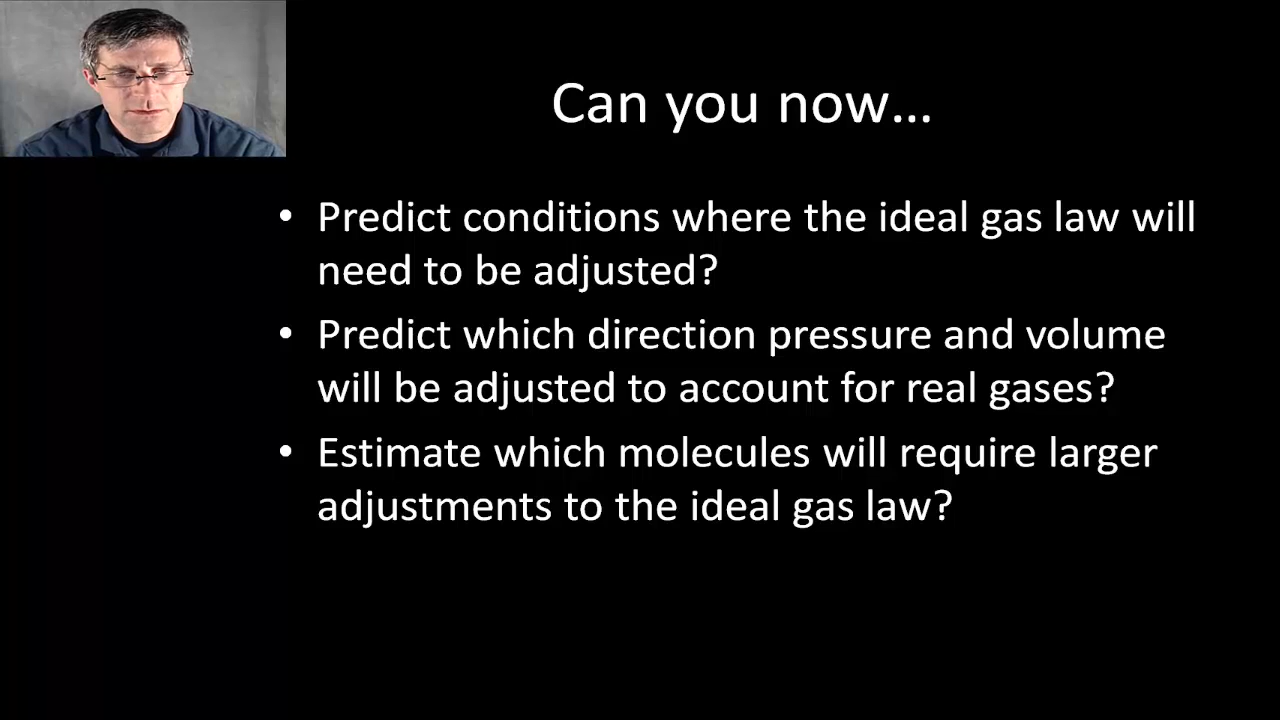 Can you now...
• Predict conditions where the ideal gas law will
need to be adjusted?
• Predict which direction pressure and volume
will be adjusted to account for real gases?
• Estimate which molecules will require larger
adjustments to the ideal gas law?